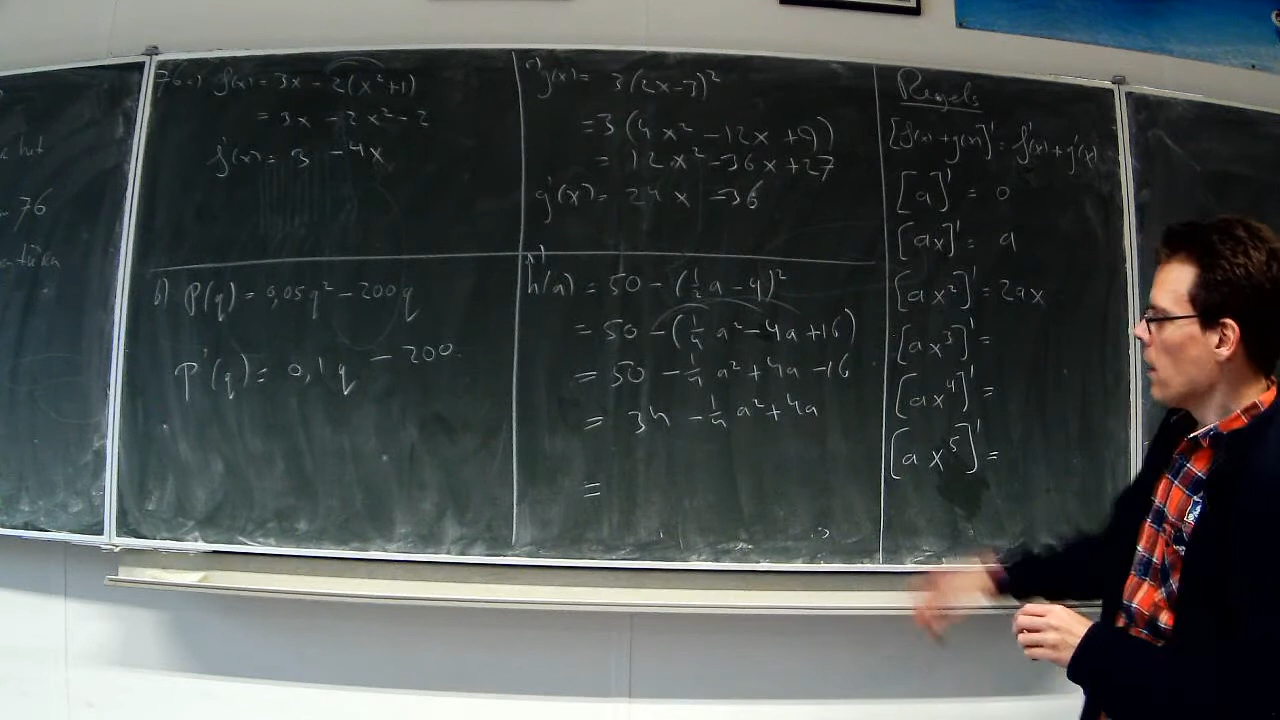 het
76
76a) f(x) = 3x - 2(x²+1)
= 3x - 2x² - 2
f'(x) = 3 - 4x
b) P(q) = 0,05q² - 200q
P'(q) = 0,1q - 200.
c) g(x) = 3(2x-3)²
= 3(4x² - 12x + 9)
= 12x² - 36x + 27
g'(x) = 24x - 36
d)
h(a) = 50 - (½a - 4)²
= 50 - (¼a² - 4a + 16)
= 50 - ¼a² + 4a - 16
= 34 - ¼a² + 4a
=
Regels
[f(x) + g(x)]' = f'(x) + g'(x)
[a]' = 0
[ax]' = a
[ax²]' = 2ax
[ax³]' =
[ax⁴]' =
[ax⁵]' =